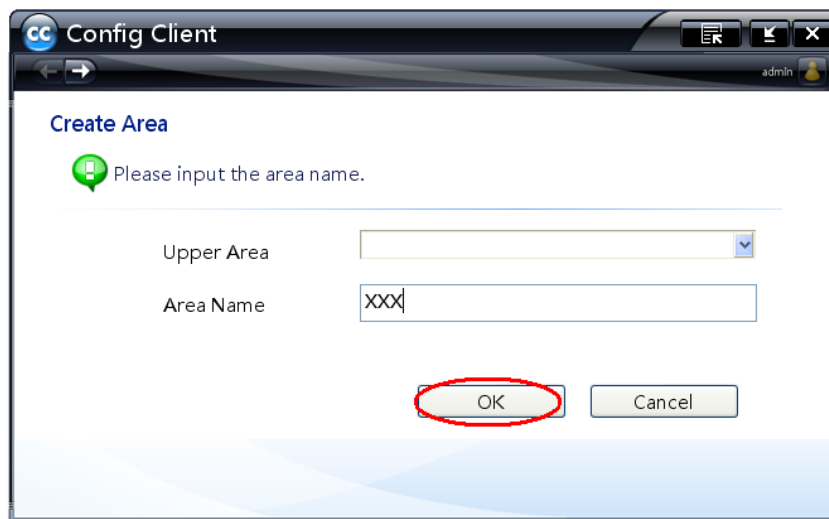 CC Config Client
admin
Create Area
Please input the area name.
Upper Area
Area Name XXX
OK Cancel